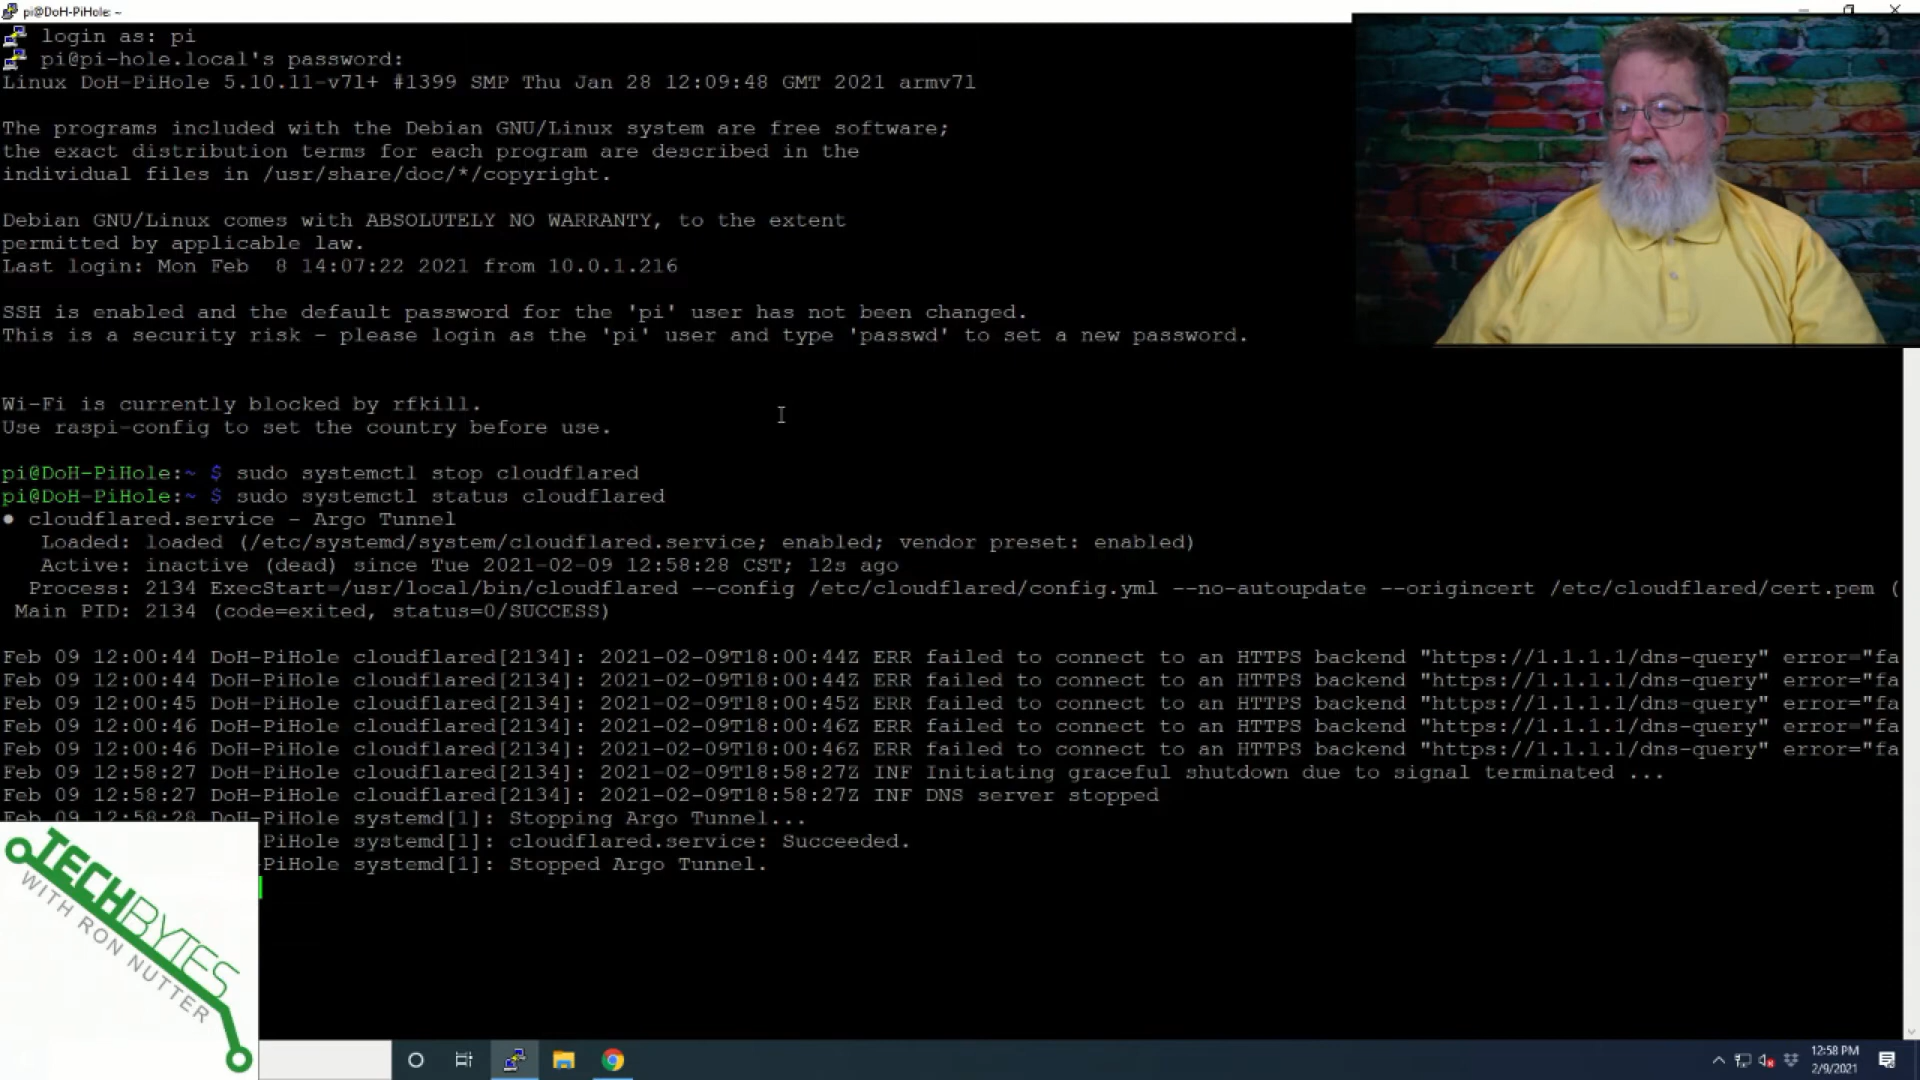 pi@DoH-PiHole: ~
login as: pi
pi@pi-hole.local's password:
Linux DoH-PiHole 5.10.11-v7l+ #1399 SMP Thu Jan 28 12:09:48 GMT 2021 armv7l
The programs included with the Debian GNU/Linux system are free software;
the exact distribution terms for each program are described in the
individual files in /usr/share/doc/*/copyright.
Debian GNU/Linux comes with ABSOLUTELY NO WARRANTY, to the extent
permitted by applicable law.
Last login: Mon Feb  8 14:07:22 2021 from 10.0.1.216
SSH is enabled and the default password for the 'pi' user has not been changed.
This is a security risk - please login as the 'pi' user and type 'passwd' to set a new password.
Wi-Fi is currently blocked by rfkill.
Use raspi-config to set the country before use.
pi@DoH-PiHole:~ $ sudo systemctl stop cloudflared
pi@DoH-PiHole:~ $ sudo systemctl status cloudflared
● cloudflared.service - Argo Tunnel
Loaded: loaded (/etc/systemd/system/cloudflared.service; enabled; vendor preset: enabled)
Active: inactive (dead) since Tue 2021-02-09 12:58:28 CST; 12s ago
Process: 2134 ExecStart=/usr/local/bin/cloudflared --config /etc/cloudflared/config.yml --no-autoupdate --origincert /etc/cloudflared/cert.pem (
Main PID: 2134 (code=exited, status=0/SUCCESS)
Feb 09 12:00:44 DoH-PiHole cloudflared[2134]: 2021-02-09T18:00:44Z ERR failed to connect to an HTTPS backend "https://1.1.1.1/dns-query" error="fa
Feb 09 12:00:44 DoH-PiHole cloudflared[2134]: 2021-02-09T18:00:44Z ERR failed to connect to an HTTPS backend "https://1.1.1.1/dns-query" error="fa
Feb 09 12:00:45 DoH-PiHole cloudflared[2134]: 2021-02-09T18:00:45Z ERR failed to connect to an HTTPS backend "https://1.1.1.1/dns-query" error="fa
Feb 09 12:00:46 DoH-PiHole cloudflared[2134]: 2021-02-09T18:00:46Z ERR failed to connect to an HTTPS backend "https://1.1.1.1/dns-query" error="fa
Feb 09 12:00:46 DoH-PiHole cloudflared[2134]: 2021-02-09T18:00:46Z ERR failed to connect to an HTTPS backend "https://1.1.1.1/dns-query" error="fa
Feb 09 12:58:27 DoH-PiHole cloudflared[2134]: 2021-02-09T18:58:27Z INF Initiating graceful shutdown due to signal terminated ...
Feb 09 12:58:27 DoH-PiHole cloudflared[2134]: 2021-02-09T18:58:27Z INF DNS server stopped
Feb 09 12:58:28 DoH-PiHole systemd[1]: Stopping Argo Tunnel...
-PiHole systemd[1]: cloudflared.service: Succeeded.
-PiHole systemd[1]: Stopped Argo Tunnel.
TECHBYTES
WITH RON NUTTER
12:58 PM
2/9/2021